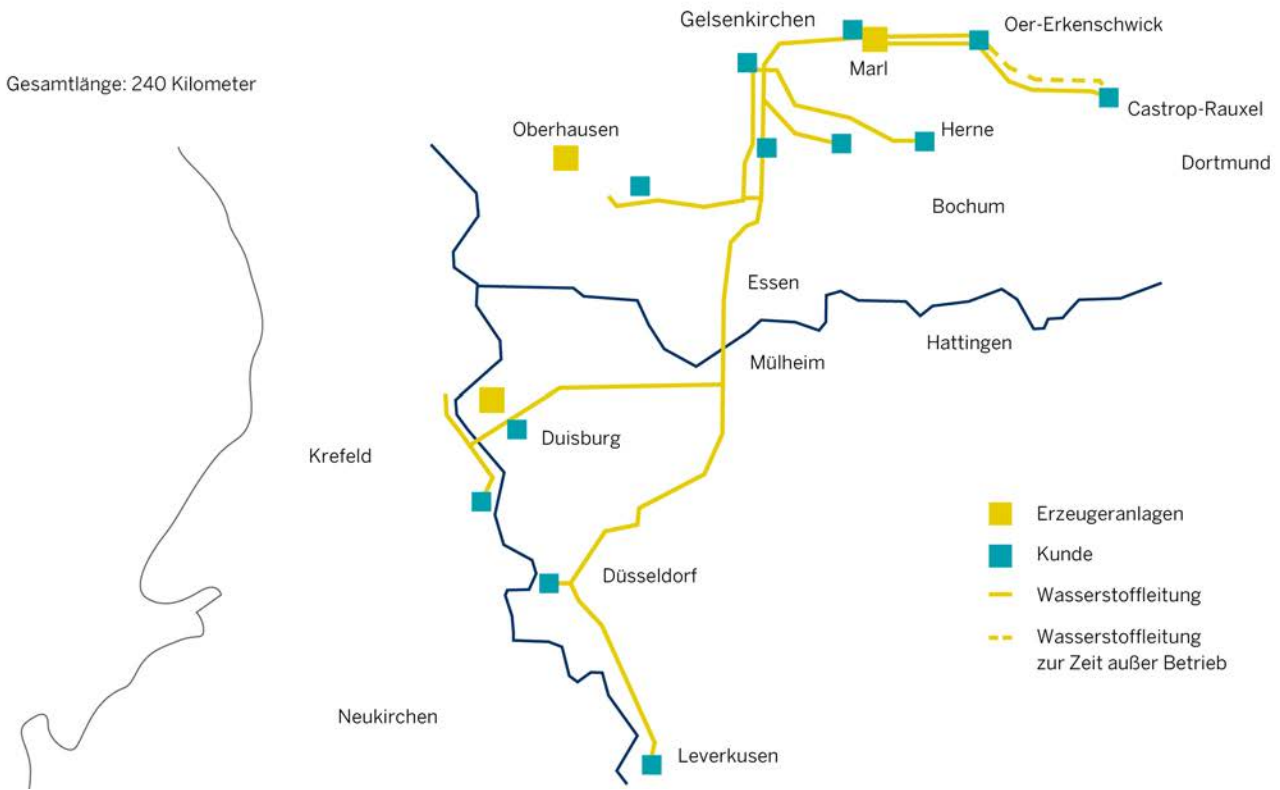 Gelsenkirchen
Oer-Erkenschwick
Gesamtlänge: 240 Kilometer
Marl
Castrop-Rauxel
Oberhausen
Herne
Dortmund
Bochum
Essen
Hattingen
Mülheim
Duisburg
Krefeld
Erzeugeranlagen
Kunde
Düsseldorf
Wasserstoffleitung
Wasserstoffleitung
zur Zeit außer Betrieb
Neukirchen
Leverkusen